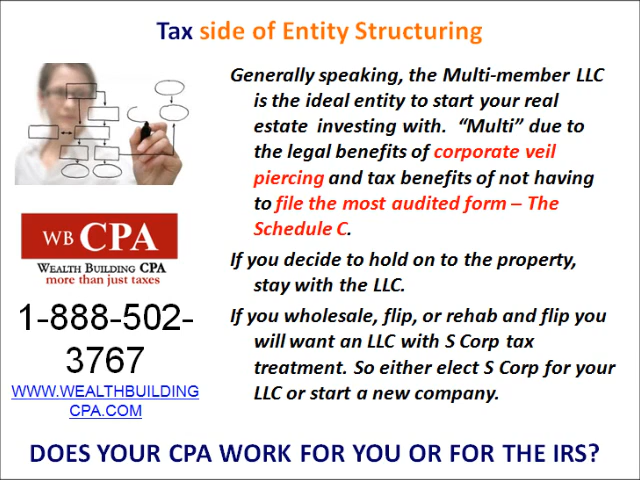 Tax side of Entity Structuring
Generally speaking, the Multi-member LLC
is the ideal entity to start your real
estate investing with. “Multi” due to
the legal benefits of corporate veil
piercing and tax benefits of not having
to file the most audited form – The
Schedule C.
If you decide to hold on to the property,
stay with the LLC.
If you wholesale, flip, or rehab and flip you
will want an LLC with S Corp tax
treatment. So either elect S Corp for your
LLC or start a new company.
WB CPA
WEALTH BUILDING CPA
more than just taxes
1-888-502-
3767
WWW.WEALTHBUILDING
CPA.COM
DOES YOUR CPA WORK FOR YOU OR FOR THE IRS?